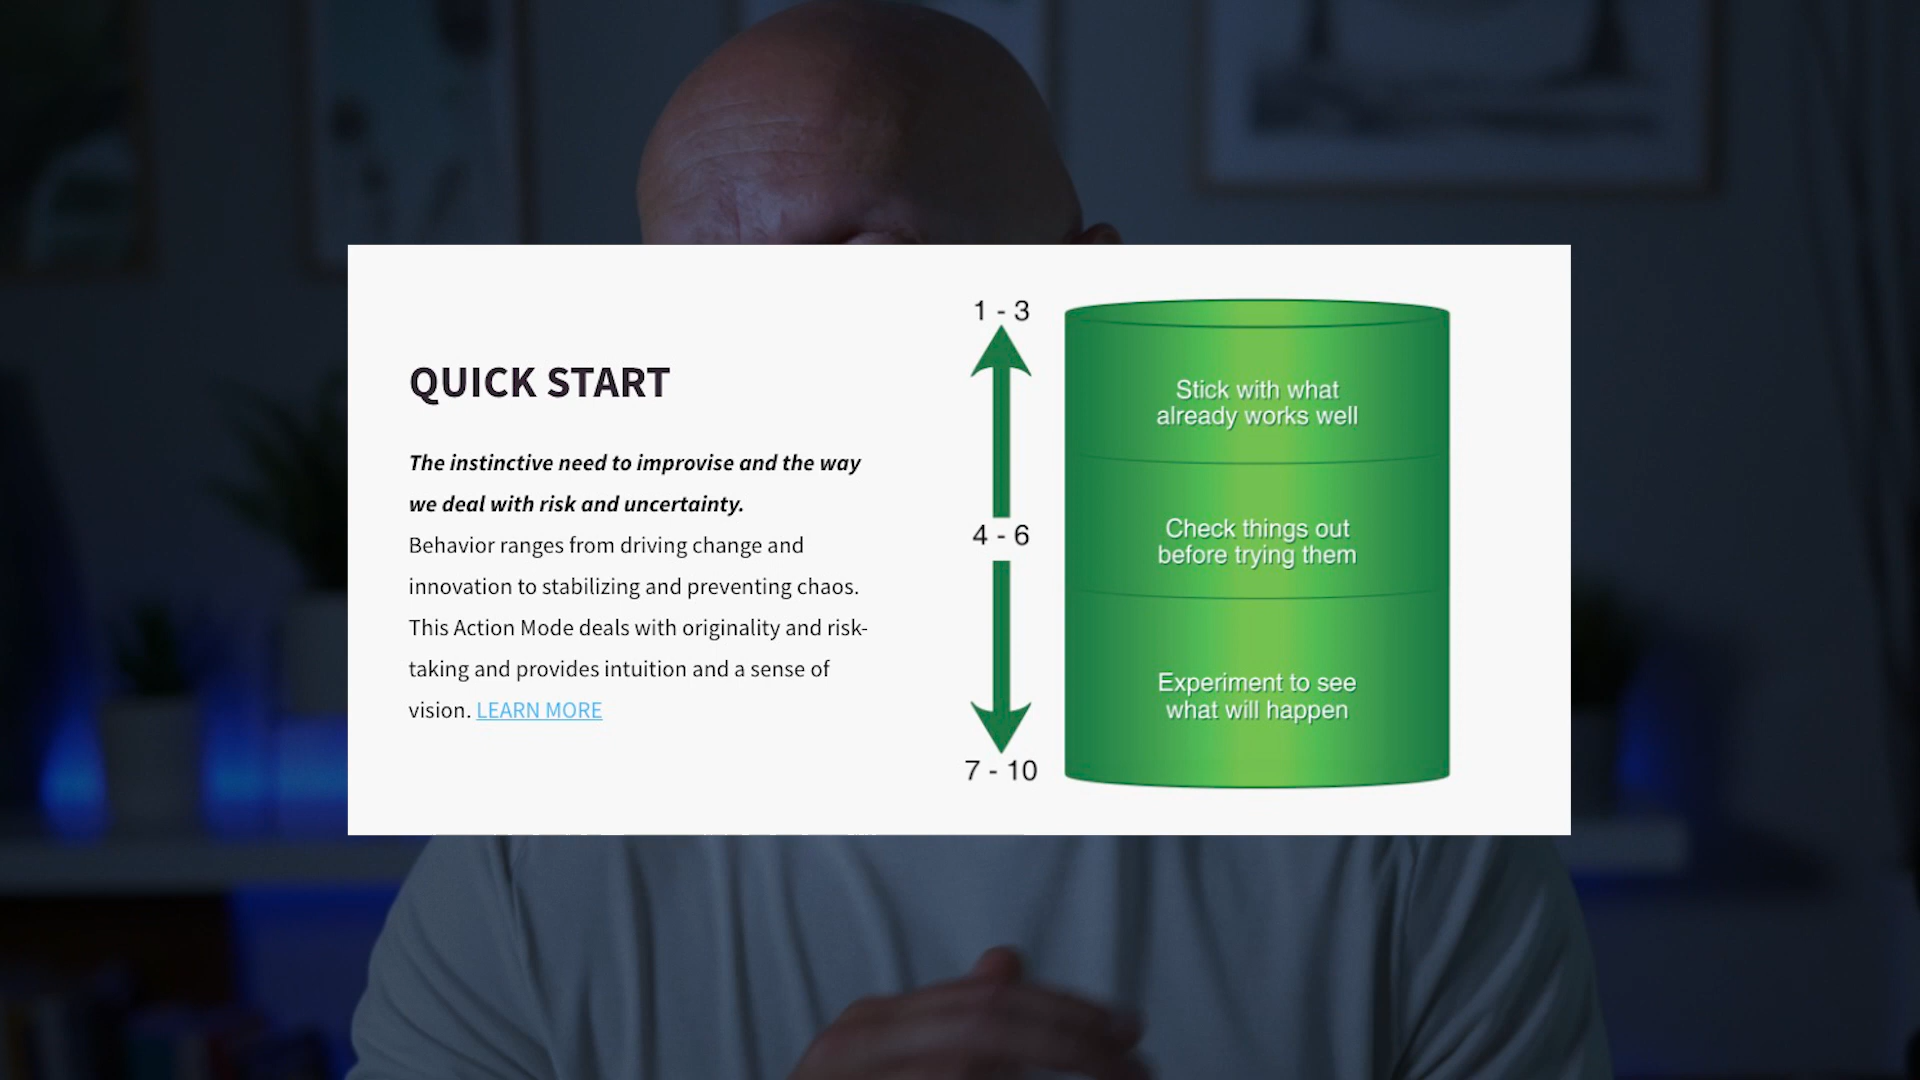 QUICK START
The instinctive need to improvise and the way
we deal with risk and uncertainty.
Behavior ranges from driving change and
innovation to stabilizing and preventing chaos.
This Action Mode deals with originality and risk-
taking and provides intuition and a sense of
vision. LEARN MORE
1 - 3
4 - 6
7 - 10
Stick with what
already works well
Check things out
before trying them
Experiment to see
what will happen